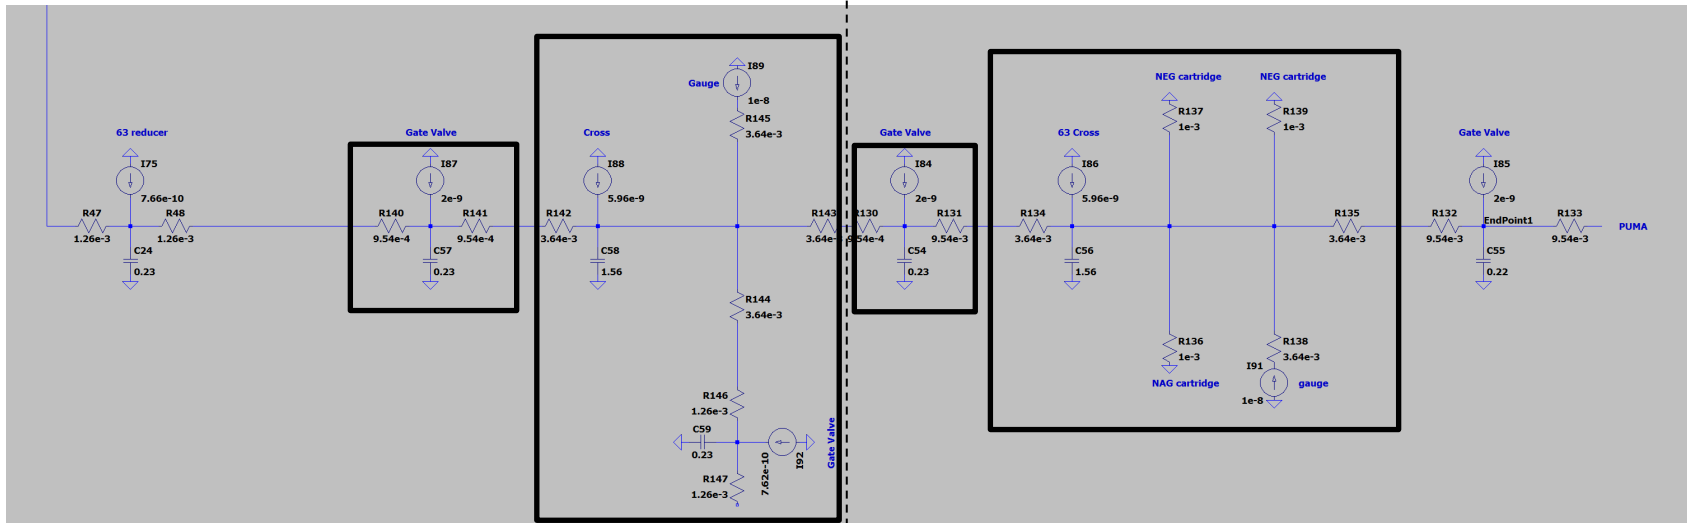 63 reducer
I75
7.66e-10
R47
1.26e-3
R48
1.26e-3
C24
0.23
Gate Valve
I87
2e-9
R140
9.54e-4
R141
9.54e-4
C57
0.23
Cross
I88
5.96e-9
R142
3.64e-3
C58
1.56
Gauge
I89
1e-8
R145
3.64e-3
R143
3.64e-3
R144
3.64e-3
R146
1.26e-3
C59
0.23
I92
7.62e-10
Gate Valve
R147
1.26e-3
Gate Valve
I84
2e-9
R130
9.54e-4
R131
9.54e-3
C54
0.23
63 Cross
I86
5.96e-9
R134
3.64e-3
C56
1.56
NEG cartridge
R137
1e-3
NEG cartridge
R139
1e-3
R136
1e-3
NAG cartridge
R138
3.64e-3
I91
1e-8
gauge
R135
3.64e-3
Gate Valve
I85
2e-9
R132
9.54e-3
EndPoint1
R133
9.54e-3
C55
0.22
PUMA